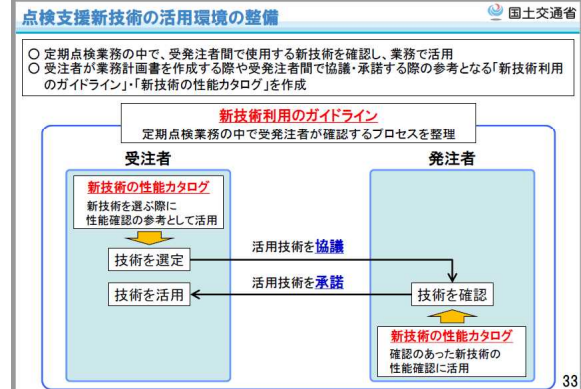 点検支援新技術の活用環境の整備
国土交通省
○ 定期点検業務の中で、受発注者間で使用する新技術を確認し、業務で活用
○ 受注者が業務計画書を作成する際や受発注者間で協議・承諾する際の参考となる「新技術利用
のガイドライン」・「新技術の性能カタログ」を作成
新技術利用のガイドライン
定期点検業務の中で受発注者が確認するプロセスを整理
受注者
発注者
新技術の性能カタログ
新技術を選ぶ際に
性能確認の参考として活用
技術を選定
活用技術を協議
技術を活用
活用技術を承諾
技術を確認
新技術の性能カタログ
確認のあった新技術の
性能確認に活用
33